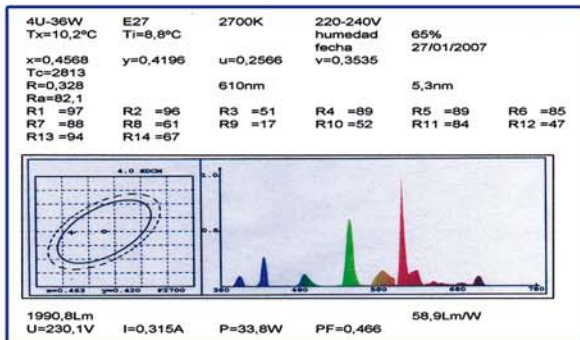 4U-36W E27 2700K 220-240V
Tx=10,2ºC Ti=8,8ºC humedad 65%
fecha 27/01/2007
x=0,4568 y=0,4196 u=0,2566 v=0,3535
Tc=2813
R=0,328 610nm 5,3nm
Ra=82,1
R1 =97 R2 =96 R3 =51 R4 =89 R5 =89 R6 =85
R7 =88 R8 =61 R9 =17 R10 =52 R11 =84 R12 =47
R13 =94 R14 =67
4.0 SDCM
1.0
0.5
x=0.463 y=0.420 F2700
380
780
1990,8Lm 58,9Lm/W
U=230,1V I=0,315A P=33,8W PF=0,466